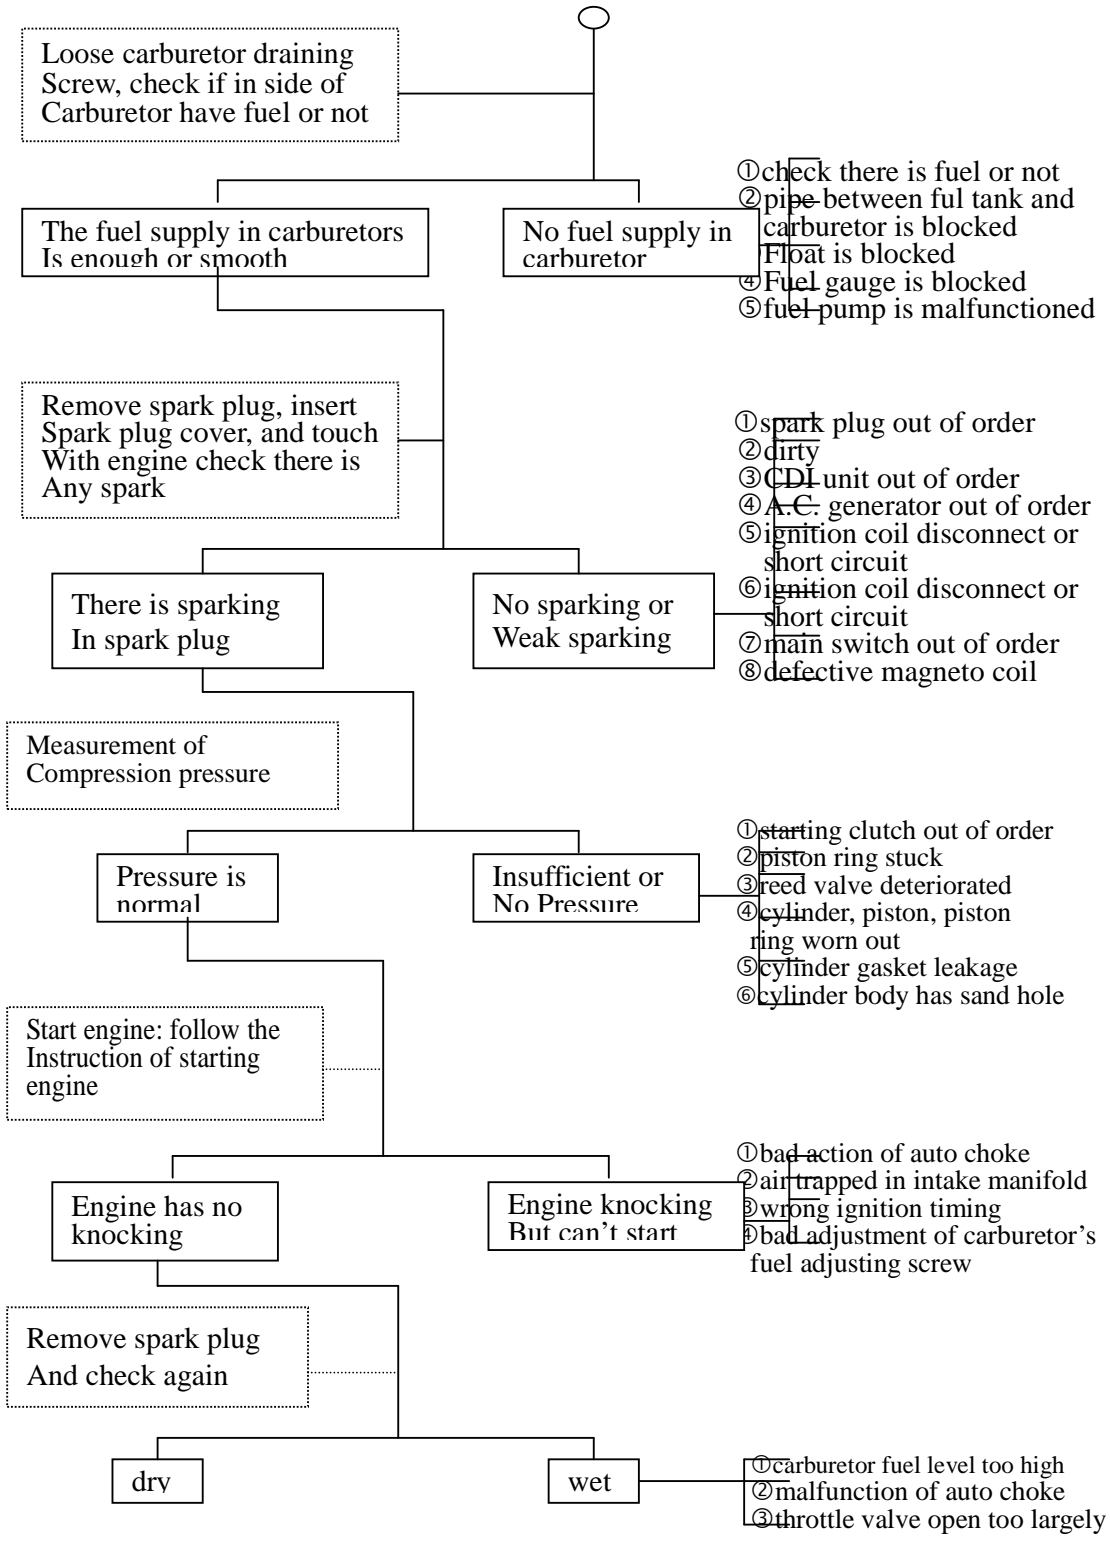 Loose carburetor draining
Screw, check if in side of
Carburetor have fuel or not
The fuel supply in carburetors
Is enough or smooth
No fuel supply in
carburetor
①check there is fuel or not
②pipe between ful tank and
carburetor is blocked
Float is blocked
④Fuel gauge is blocked
⑤fuel pump is malfunctioned
Remove spark plug, insert
Spark plug cover, and touch
With engine check there is
Any spark
①spark plug out of order
②dirty
③CDI unit out of order
④A.C. generator out of order
⑤ignition coil disconnect or
short circuit
⑥ignition coil disconnect or
short circuit
⑦main switch out of order
⑧defective magneto coil
There is sparking
In spark plug
No sparking or
Weak sparking
Measurement of
Compression pressure
Pressure is
normal
Insufficient or
No Pressure
①starting clutch out of order
②piston ring stuck
③reed valve deteriorated
④cylinder, piston, piston
ring worn out
⑤cylinder gasket leakage
⑥cylinder body has sand hole
Start engine: follow the
Instruction of starting
engine
Engine has no
knocking
Engine knocking
But can’t start
①bad action of auto choke
②air trapped in intake manifold
③wrong ignition timing
④bad adjustment of carburetor’s
fuel adjusting screw
Remove spark plug
And check again
dry
wet
①carburetor fuel level too high
②malfunction of auto choke
③throttle valve open too largely